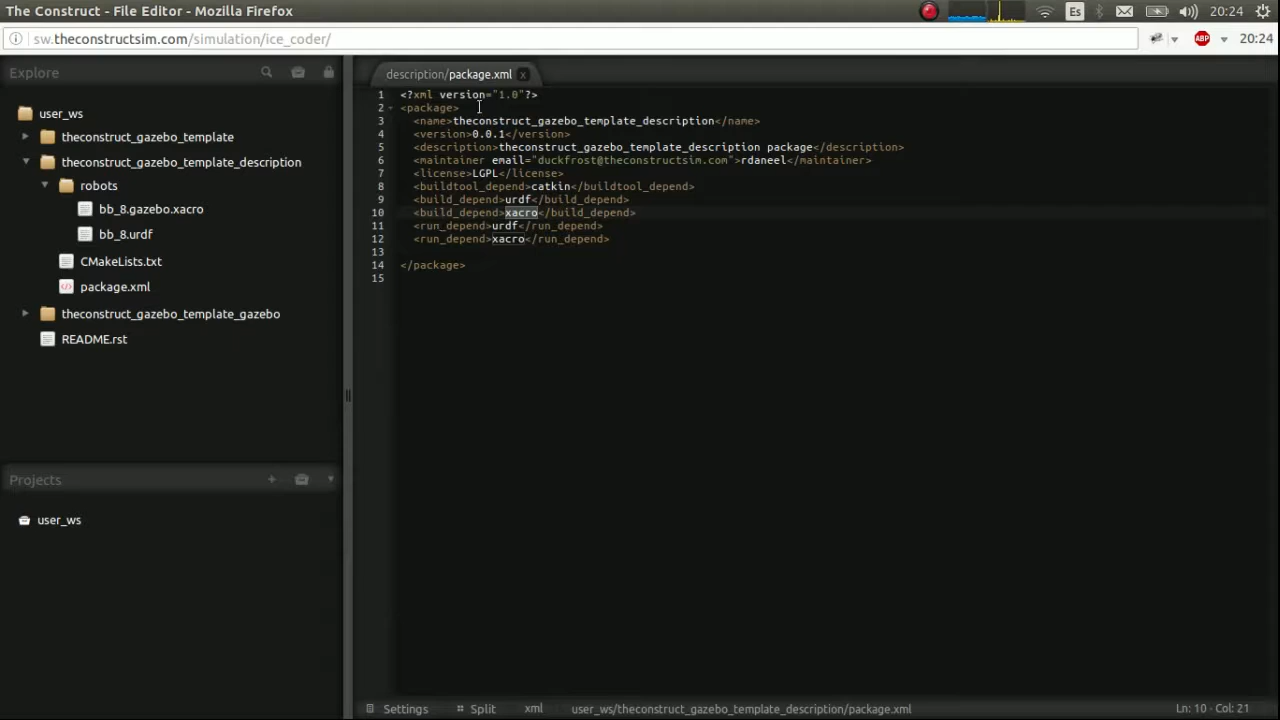 The Construct - File Editor - Mozilla Firefox
Es
20:24
sw.theconstructsim.com/simulation/ice_coder/
ABP
20:24
Explore
user_ws
theconstruct_gazebo_template
theconstruct_gazebo_template_description
robots
bb_8.gazebo.xacro
bb_8.urdf
CMakeLists.txt
package.xml
theconstruct_gazebo_template_gazebo
README.rst
Projects
user_ws
description/package.xml x
1 <?xml version="1.0"?>
2 <package>
3 <name>theconstruct_gazebo_template_description</name>
4 <version>0.0.1</version>
5 <description>theconstruct_gazebo_template_description package</description>
6 <maintainer email="duckfrost@theconstructsim.com">rdaneel</maintainer>
7 <license>LGPL</license>
8 <buildtool_depend>catkin</buildtool_depend>
9 <build_depend>urdf</build_depend>
10 <build_depend>xacro</build_depend>
11 <run_depend>urdf</run_depend>
12 <run_depend>xacro</run_depend>
13
14 </package>
15
Settings Split xml user_ws/theconstruct_gazebo_template_description/package.xml Ln: 10 - Col: 21